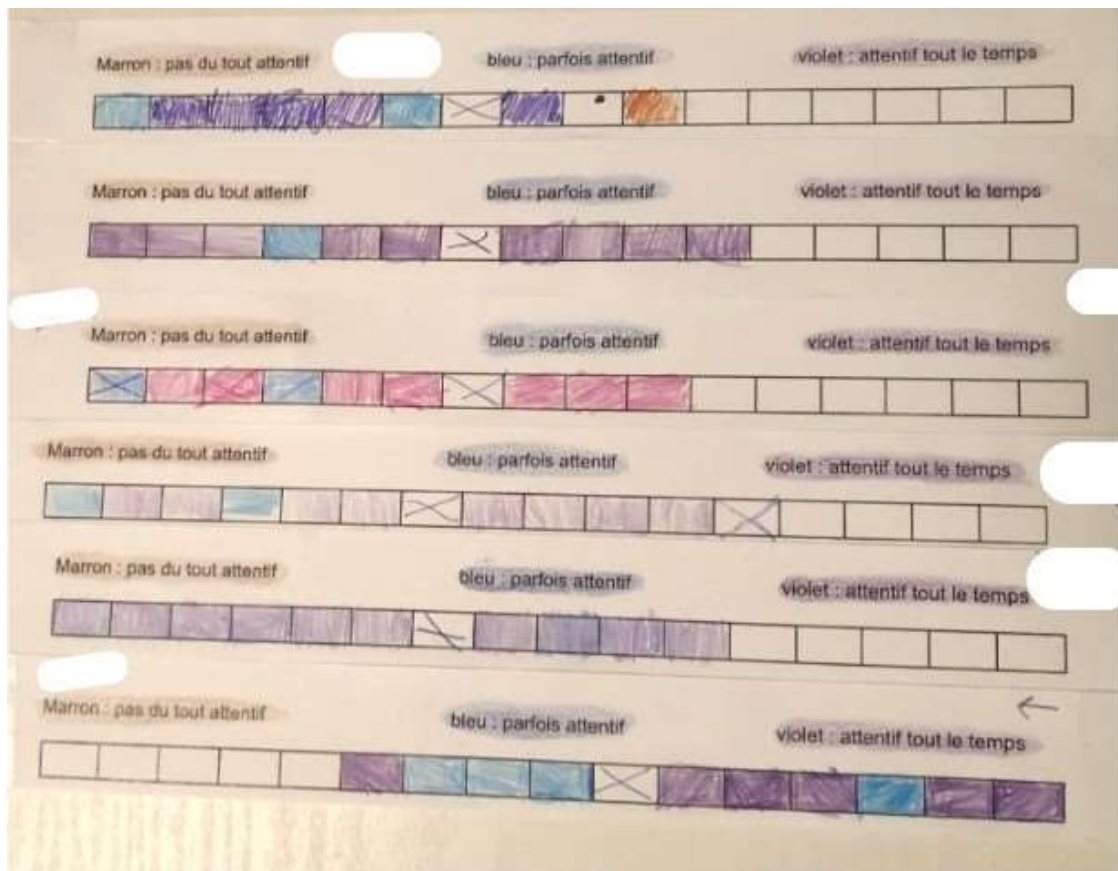 Marron : pas du tout attentif bleu : parfois attentif violet : attentif tout le temps
Marron : pas du tout attentif bleu : parfois attentif violet : attentif tout le temps
Marron : pas du tout attentif bleu : parfois attentif violet : attentif tout le temps
Marron : pas du tout attentif bleu : parfois attentif violet : attentif tout le temps
Marron : pas du tout attentif bleu : parfois attentif violet : attentif tout le temps
Marron : pas du tout attentif bleu : parfois attentif violet : attentif tout le temps